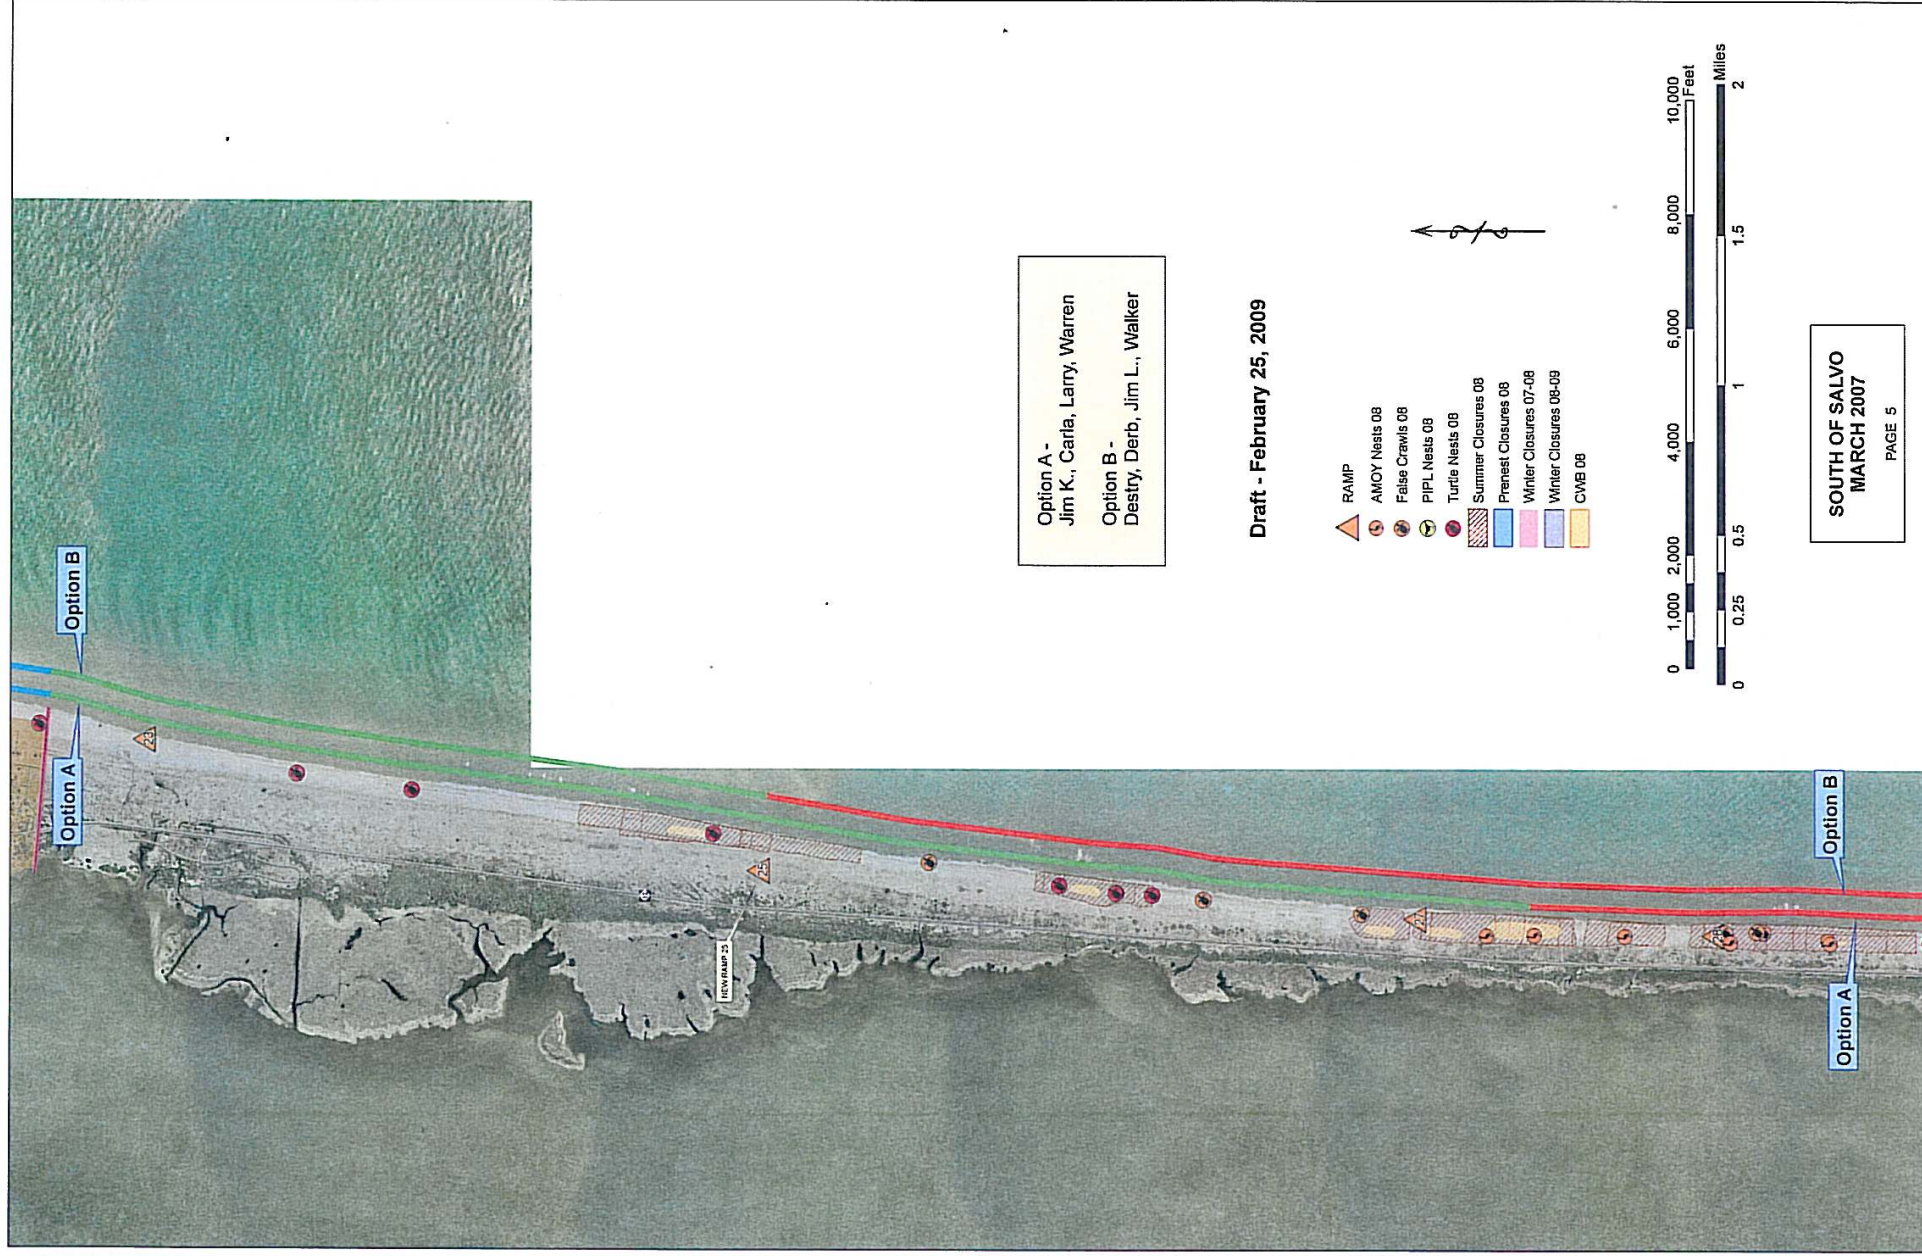 Option B
Option A
23
25
NEW RAMP 25
27
Option B
Option A
Option A -
Jim K., Carla, Larry, Warren
Option B -
Destry, Derb, Jim L., Walker
Draft - February 25, 2009
RAMP
AMOY Nests 08
False Crawls 08
PIPL Nests 08
Turtle Nests 08
Summer Closures 08
Prenest Closures 08
Winter Closures 07-08
Winter Closures 08-09
CWB 08
0 1,000 2,000 4,000 6,000 8,000 10,000
Feet
Miles
0 0.25 0.5 1 1.5 2
SOUTH OF SALVO
MARCH 2007
PAGE 5